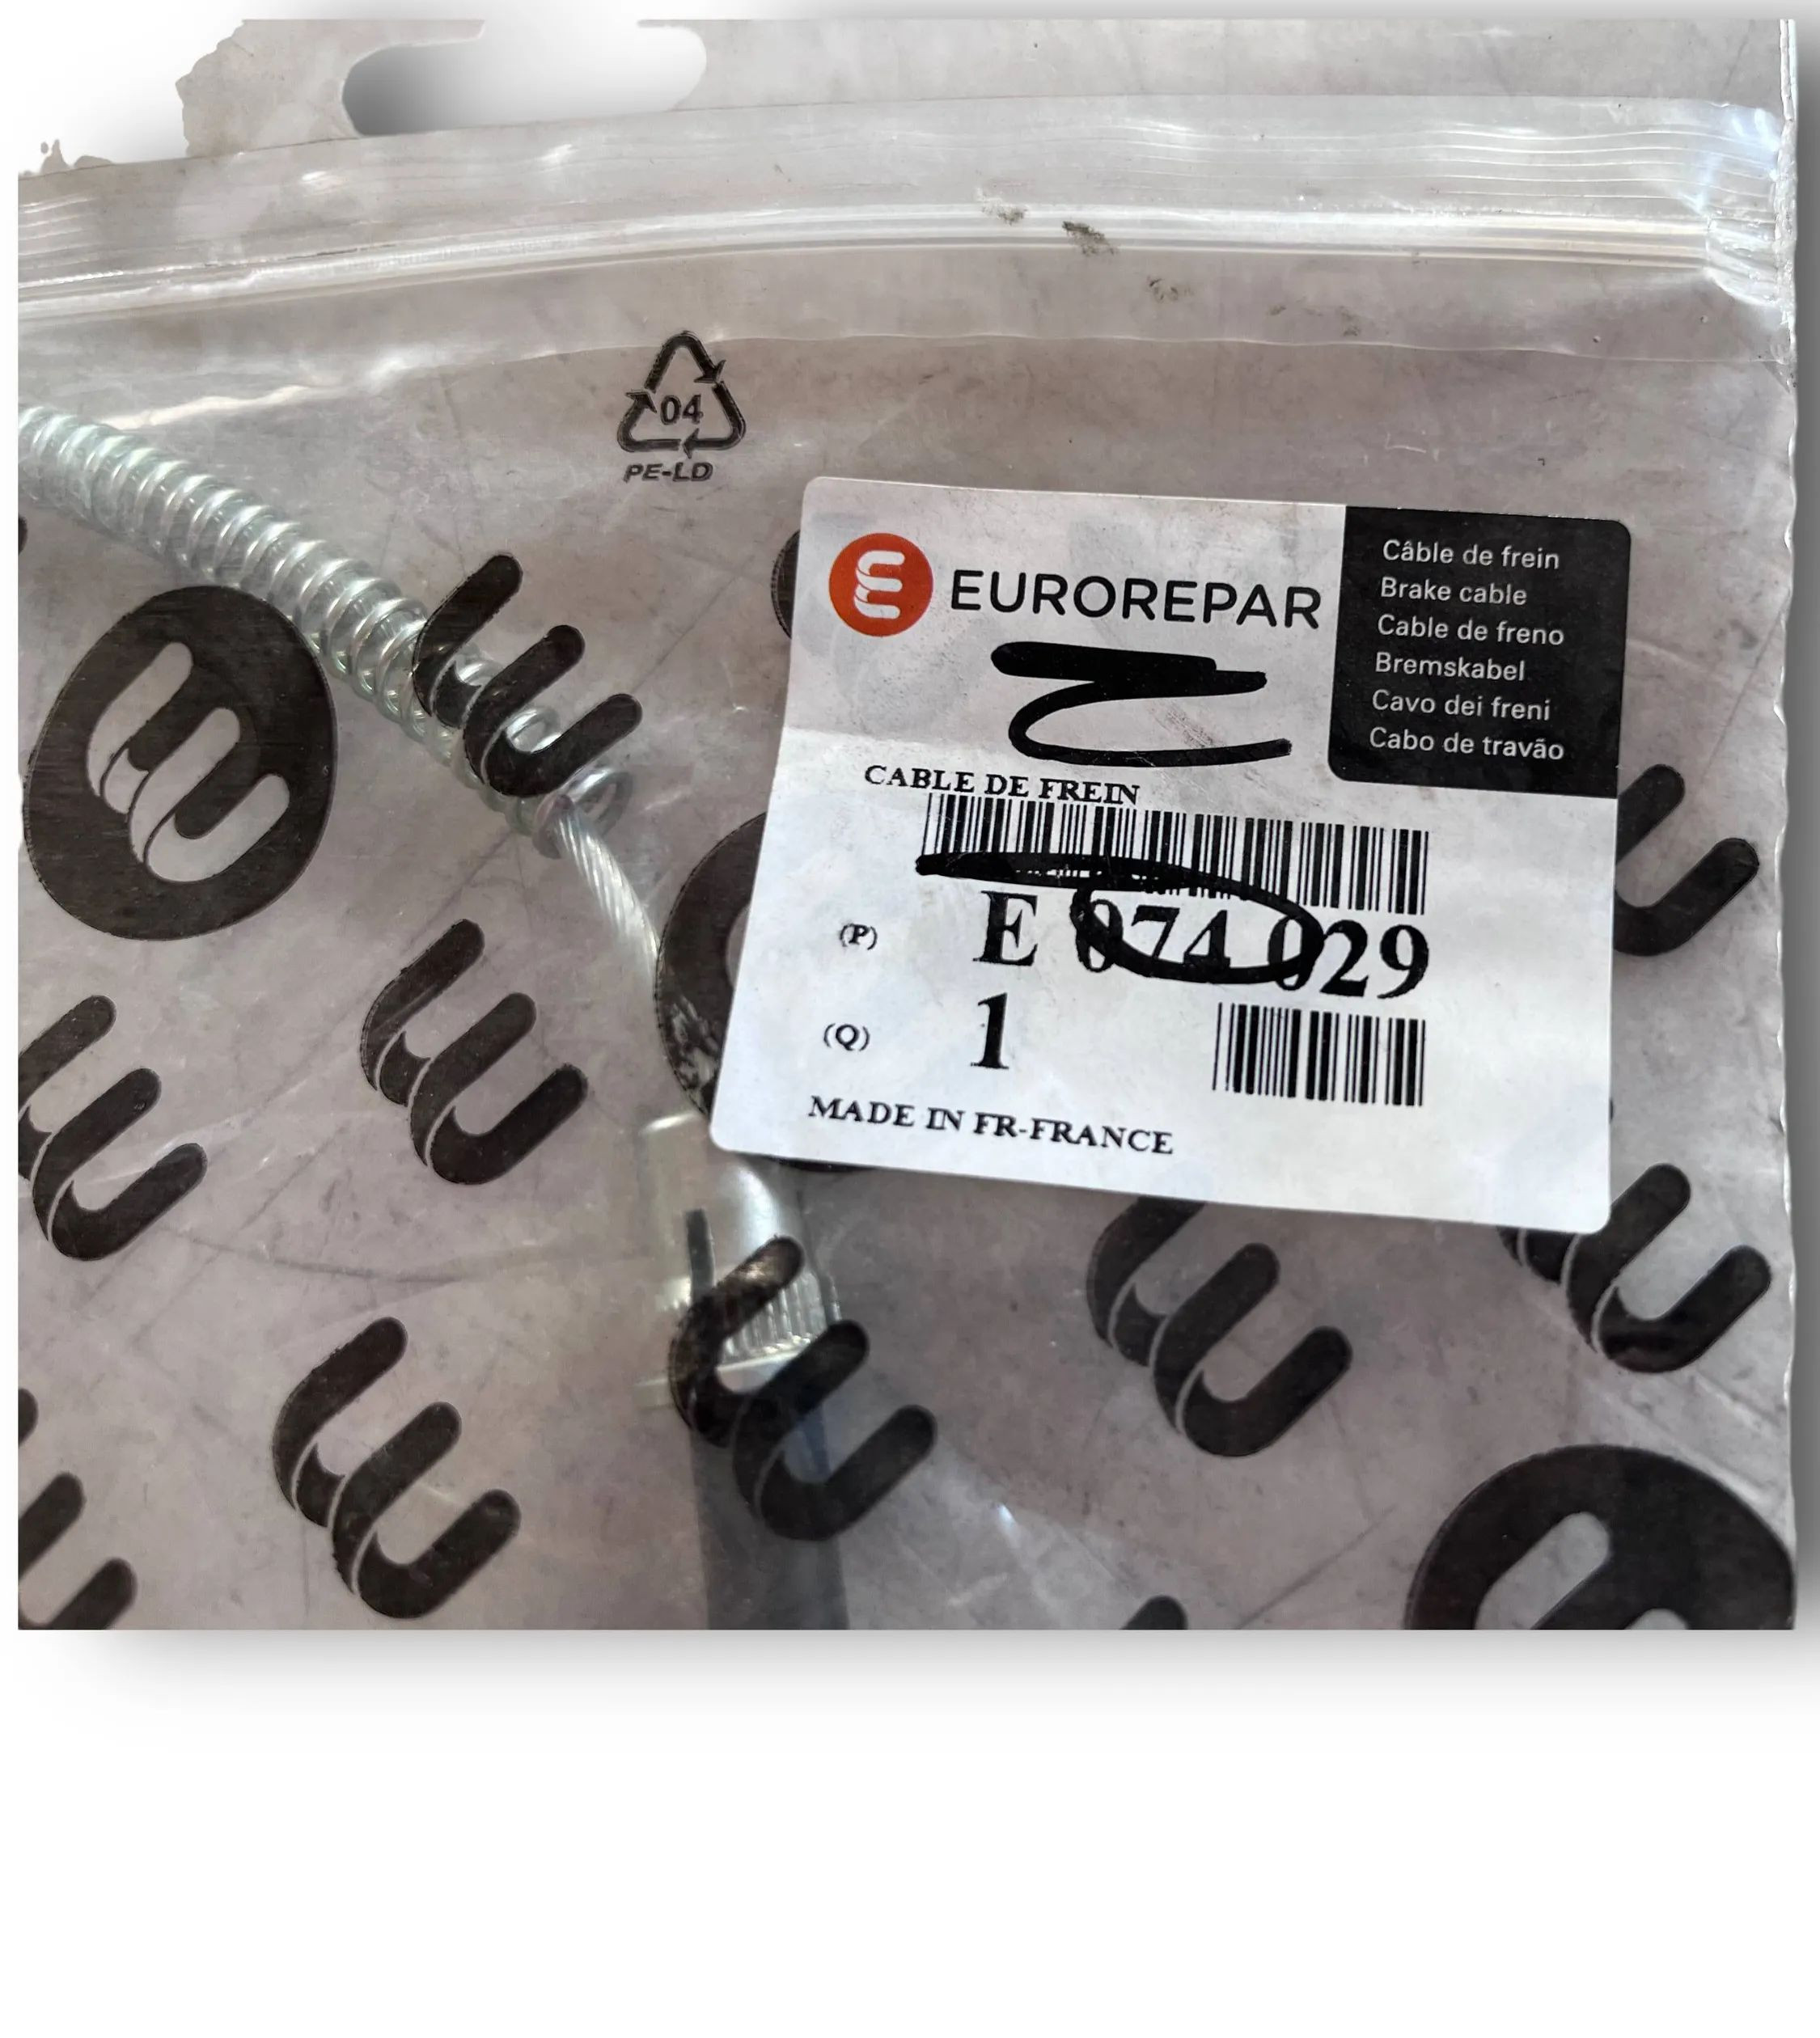 04
PE-LD
EUROREPAR
Câble de frein
Brake cable
Cable de freno
Bremskabel
Cavo dei freni
Cabo de travão
CABLE DE FREIN
(P) E 074 029
(Q) 1
MADE IN FR-FRANCE